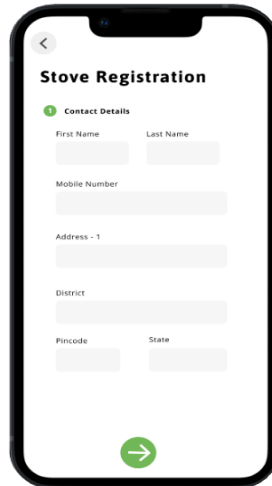 Stove Registration
1 Contact Details
First Name Last Name
Mobile Number
Address - 1
District
Pincode State